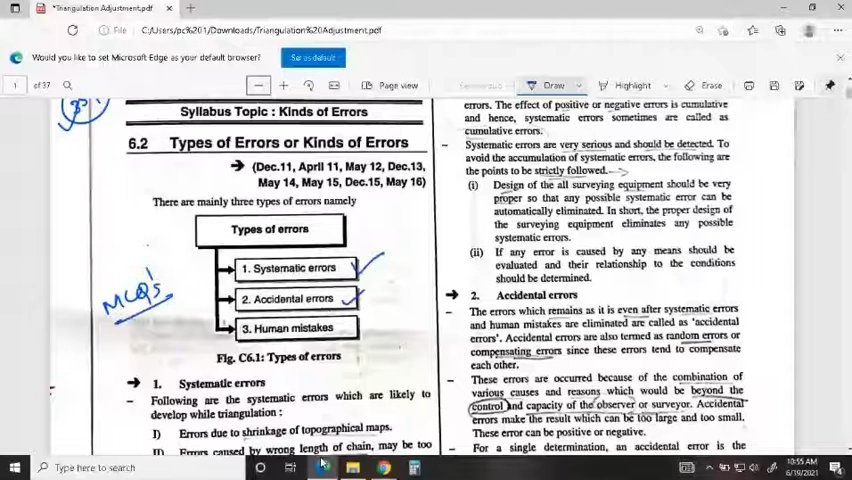 *Triangulation Adjustment.pdf
File
C:/Users/pc%201/Downloads/Triangulation%20Adjustment.pdf
Would you like to set Microsoft Edge as your default browser?
Set as default
1
of 37
Page view
Draw
Highlight
Erase
Syllabus Topic : Kinds of Errors
6.2 Types of Errors or Kinds of Errors
(Dec.11, April 11, May 12, Dec.13,
May 14, May 15, Dec.15, May 16)
There are mainly three types of errors namely
Types of errors
1. Systematic errors
2. Accidental errors
3. Human mistakes
MCQ's
Fig. C6.1: Types of errors
1. Systematic errors
– Following are the systematic errors which are likely to
develop while triangulation :
I) Errors due to shrinkage of topographical maps.
II) Errors caused by wrong length of chain, may be too
errors. The effect of positive or negative errors is cumulative
and hence, systematic errors sometimes are called as
cumulative errors.
– Systematic errors are very serious and should be detected. To
avoid the accumulation of systematic errors, the following are
the points to be strictly followed.
(i) Design of the all surveying equipment should be very
proper so that any possible systematic error can be
automatically eliminated. In short, the proper design of
the surveying equipment eliminates any possible
systematic errors.
(ii) If any error is caused by any means should be
evaluated and their relationship to the conditions
should be determined.
2. Accidental errors
– The errors which remains as it is even after systematic errors
and human mistakes are eliminated are called as 'accidental
errors'. Accidental errors are also termed as random errors or
compensating errors since these errors tend to compensate
each other.
– These errors are occurred because of the combination of
various causes and reasons which would be beyond the
control and capacity of the observer or surveyor. Accidental
errors make the result which can be too large and too small.
These error can be positive or negative.
– For a single determination, an accidental error is the
Type here to search
10:55 AM
6/19/2021